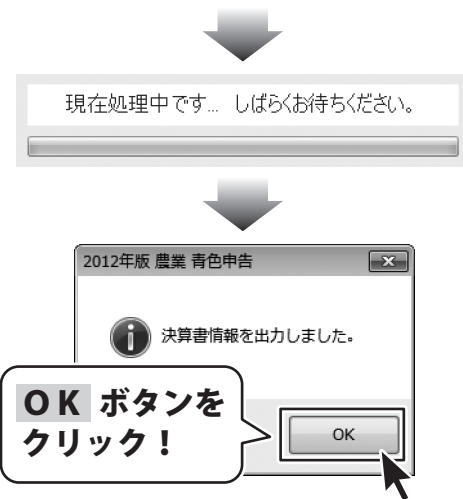 現在処理中です... しばらくお待ちください。
2012年版 農業 青色申告
決算書情報を出力しました。
OK ボタンを
クリック！
OK